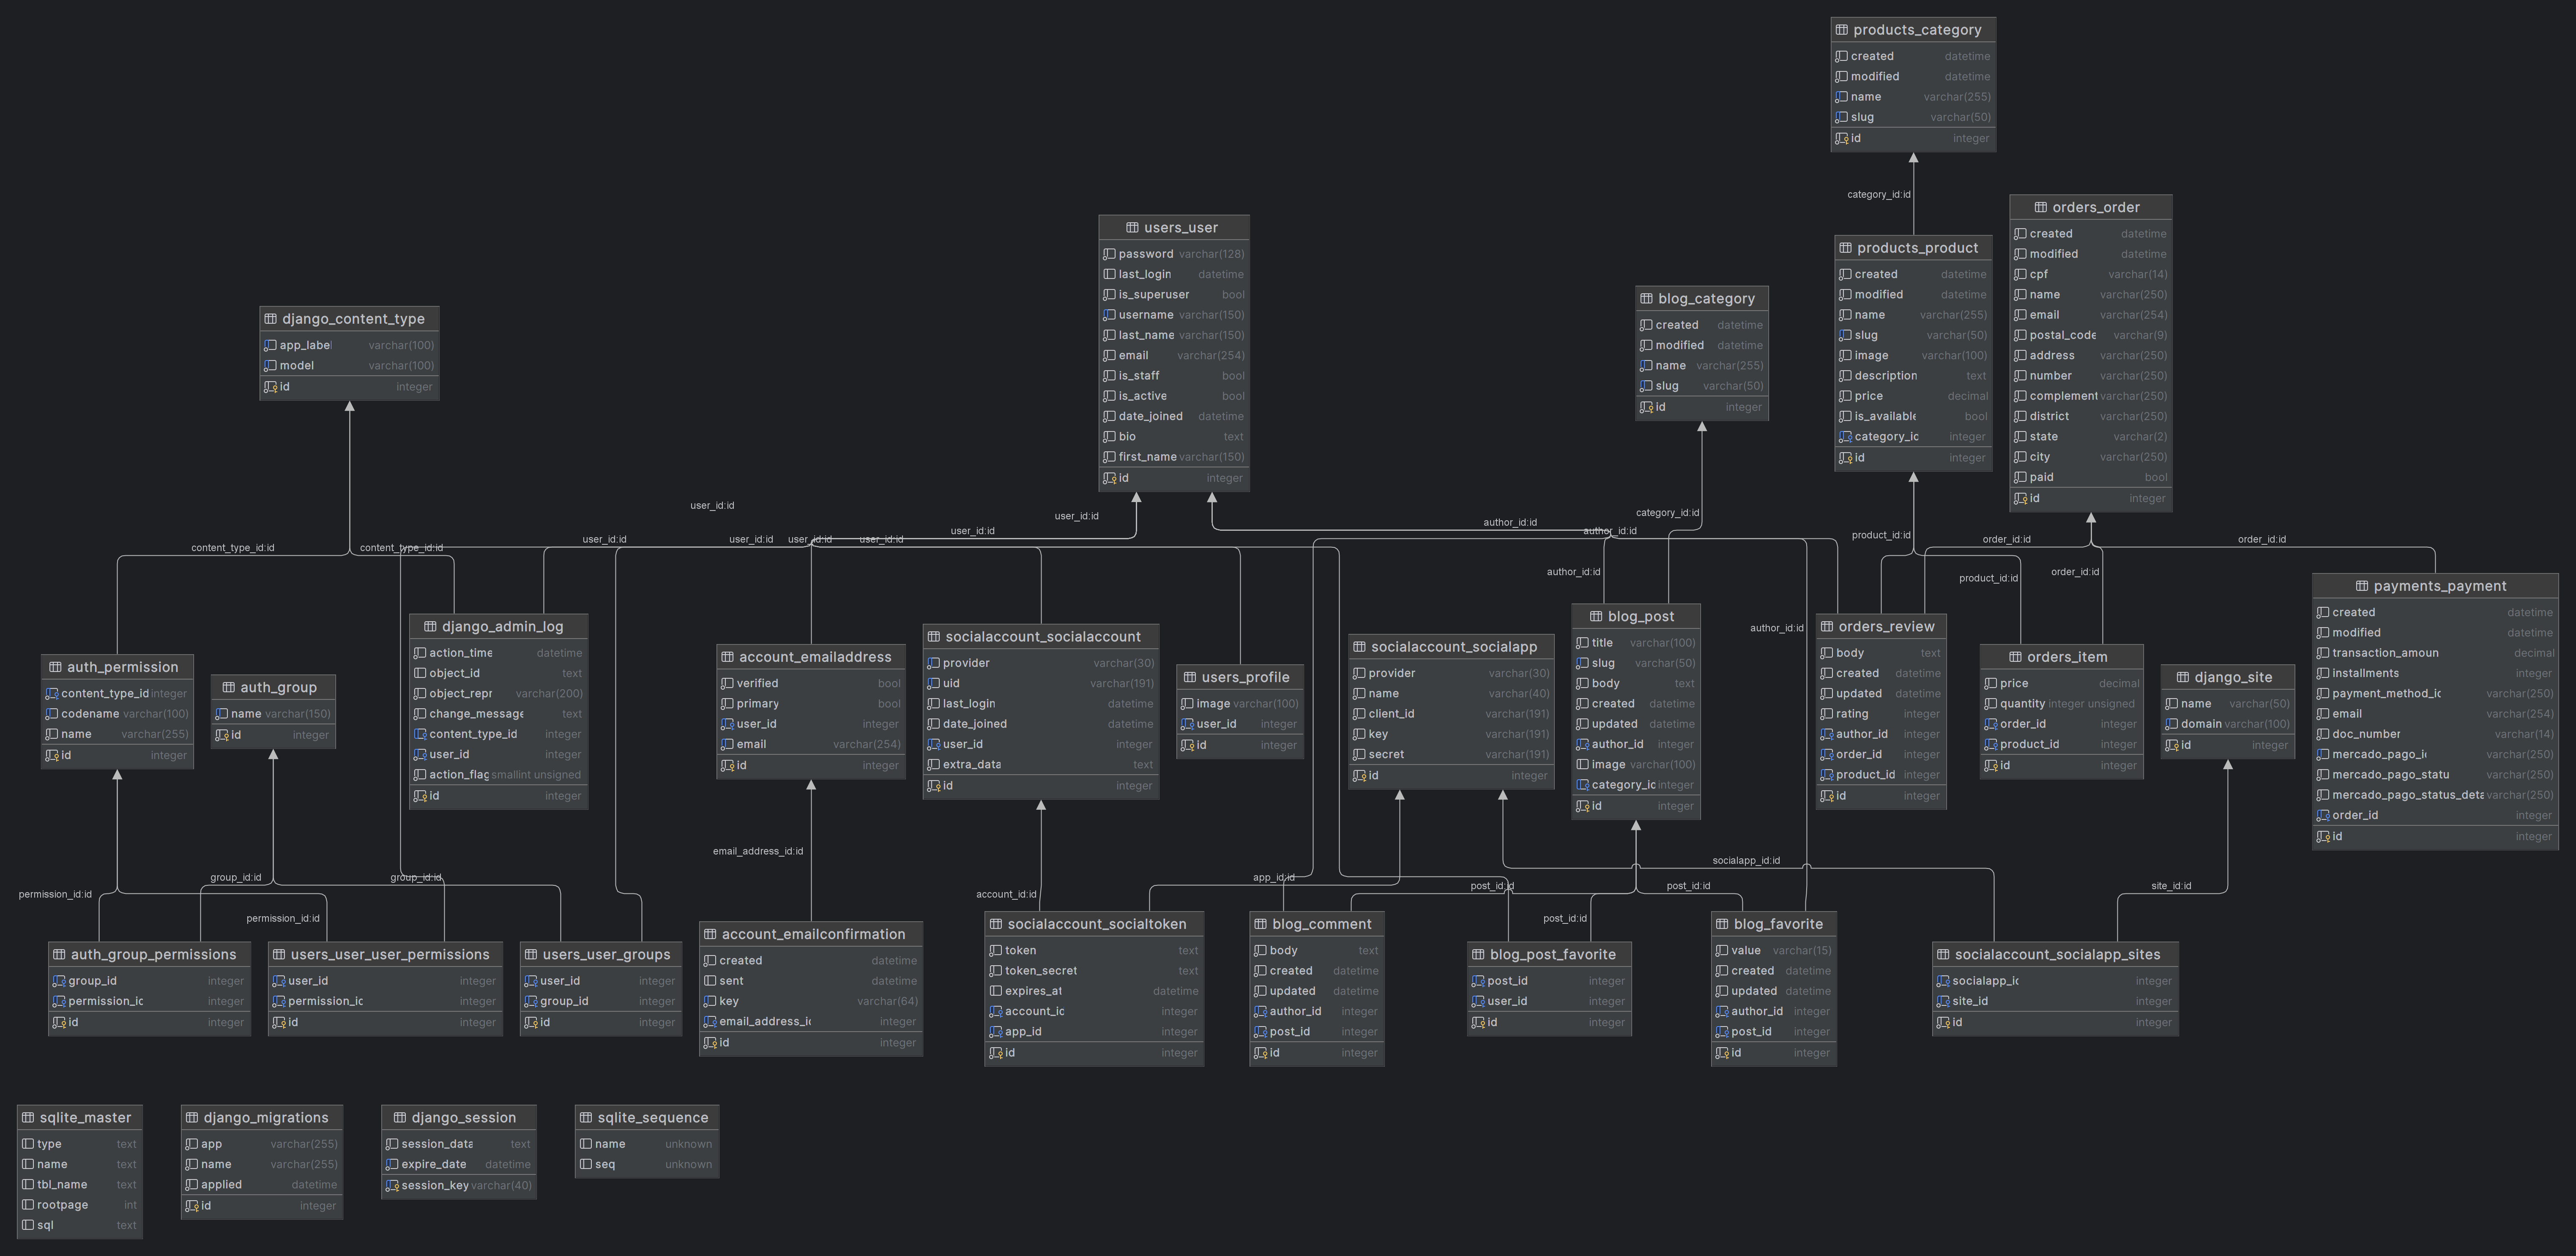 products_category
created datetime
modified datetime
name varchar(255)
slug varchar(50)
id integer
category_id:id
orders_order
created datetime
modified datetime
cpf varchar(14)
name varchar(250)
email varchar(254)
postal_code varchar(9)
address varchar(250)
number varchar(250)
complement varchar(250)
district varchar(250)
state varchar(2)
city varchar(250)
paid bool
id integer
users_user
password varchar(128)
last_login datetime
is_superuser bool
username varchar(150)
last_name varchar(150)
email varchar(254)
is_staff bool
is_active bool
date_joined datetime
bio text
first_name varchar(150)
id integer
products_product
created datetime
modified datetime
name varchar(255)
slug varchar(50)
image varchar(100)
description text
price decimal
is_available bool
category_ic integer
id integer
blog_category
created datetime
modified datetime
name varchar(255)
slug varchar(50)
id integer
django_content_type
app_labe varchar(100)
model varchar(100)
id integer
user_id:id
user_id:id
category_id:id
author_id:id
author_id:id
user_id:id
content_type_id:id
content_type_id:id
user_id:id
user_id:id
user_id:id
user_id:id
product_id:id
order_id:id
order_id:id
author_id:id
product_id:id
order_id:id
author_id:id
payments_payment
created datetime
modified datetime
transaction_amoun decimal
installments integer
payment_method_ic varchar(250)
email varchar(254)
doc_number varchar(14)
mercado_pago_ic varchar(250)
mercado_pago_statu varchar(250)
mercado_pago_status_deta varchar(250)
order_id integer
id integer
blog_post
title varchar(100)
slug varchar(50)
body text
created datetime
updated datetime
author_id integer
image varchar(100)
category_ic integer
id integer
django_admin_log
action_time datetime
object_id text
object_repr varchar(200)
change_message text
content_type_id integer
user_id integer
action_flag smallint unsigned
id integer
orders_review
body text
created datetime
updated datetime
rating integer
author_id integer
order_id integer
product_id integer
id integer
socialaccount_socialaccount
provider varchar(30)
uid varchar(191)
last_login datetime
date_joined datetime
user_id integer
extra_data text
id integer
socialaccount_socialapp
provider varchar(30)
name varchar(40)
client_id varchar(191)
key varchar(191)
secret varchar(191)
id integer
account_emailaddress
verified bool
primary bool
user_id integer
email varchar(254)
id integer
orders_item
price decimal
quantity integer unsigned
order_id integer
product_id integer
id integer
auth_permission
content_type_id integer
codename varchar(100)
name varchar(255)
id integer
users_profile
image varchar(100)
user_id integer
id integer
django_site
name varchar(50)
domain varchar(100)
id integer
auth_group
name varchar(150)
id integer
email_address_id:id
socialapp_id:id
group_id:id
group_id:id
app_id:id
post_id:id
post_id:id
site_id:id
permission_id:id
account_id:id
permission_id:id
post_id:id
socialaccount_socialtoken
token text
token_secret text
expires_at datetime
account_ic integer
app_id integer
id integer
blog_comment
body text
created datetime
updated datetime
author_id integer
post_id integer
id integer
blog_favorite
value varchar(15)
created datetime
updated datetime
author_id integer
post_id integer
id integer
account_emailconfirmation
created datetime
sent datetime
key varchar(64)
email_address_ic integer
id integer
auth_group_permissions
group_id integer
permission_ic integer
id integer
users_user_user_permissions
user_id integer
permission_ic integer
id integer
users_user_groups
user_id integer
group_id integer
id integer
blog_post_favorite
post_id integer
user_id integer
id integer
socialaccount_socialapp_sites
socialapp_ic integer
site_id integer
id integer
sqlite_master
type text
name text
tbl_name text
rootpage int
sql text
django_migrations
app varchar(255)
name varchar(255)
applied datetime
id integer
django_session
session_data text
expire_date datetime
session_key varchar(40)
sqlite_sequence
name unknown
seq unknown